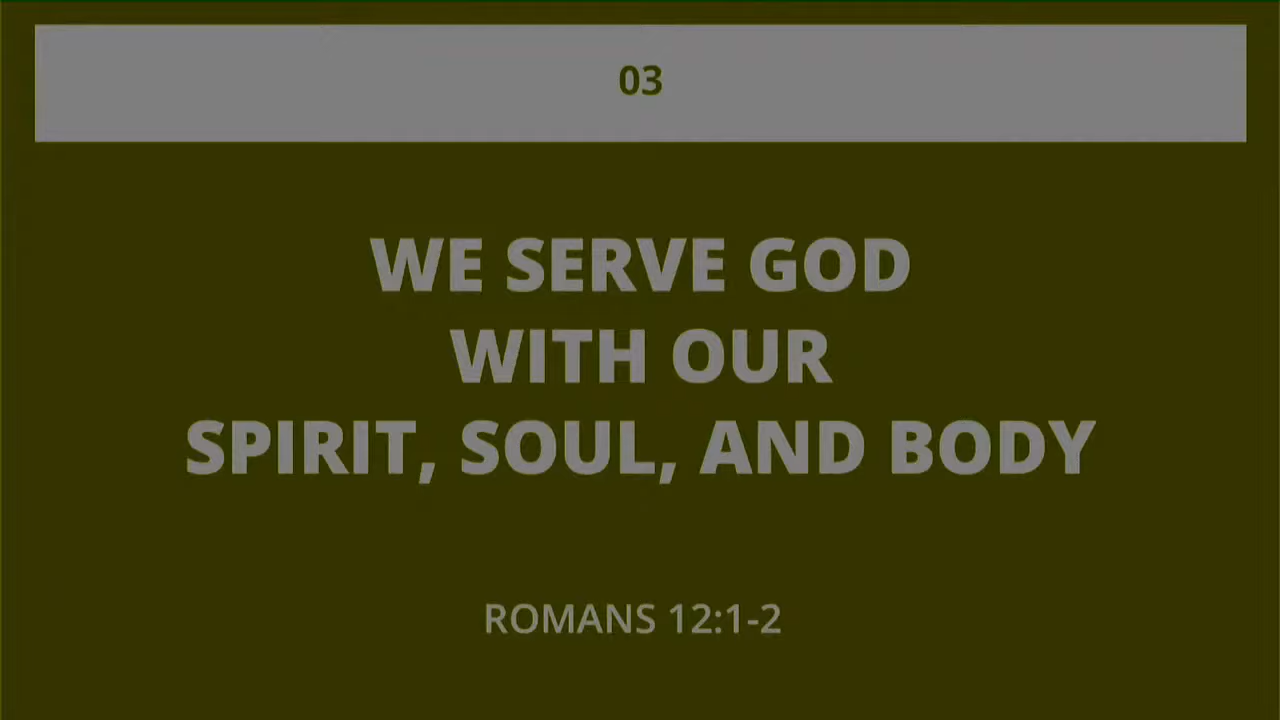 03
WE SERVE GOD
WITH OUR
SPIRIT, SOUL, AND BODY
ROMANS 12:1-2